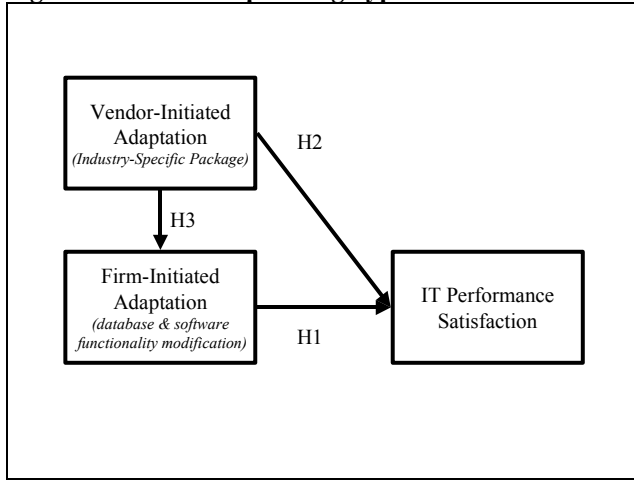 Vendor-Initiated
Adaptation
(Industry-Specific Package)
H2
H3
Firm-Initiated
Adaptation
(database & software
functionality modification)
H1
IT Performance
Satisfaction